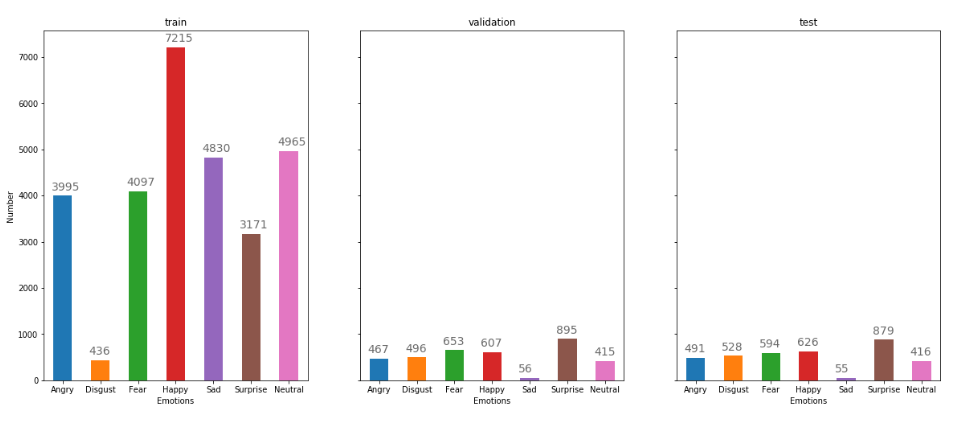 train
7215
7000
6000
5000
4000
3000
2000
1000
0
Number
3995
436
4097
4830
3171
4965
Angry Disgust Fear Happy Sad Surprise Neutral
Emotions
validation
467
496
653
607
56
895
415
Angry Disgust Fear Happy Sad Surprise Neutral
Emotions
test
491
528
594
626
55
879
416
Angry Disgust Fear Happy Sad Surprise Neutral
Emotions